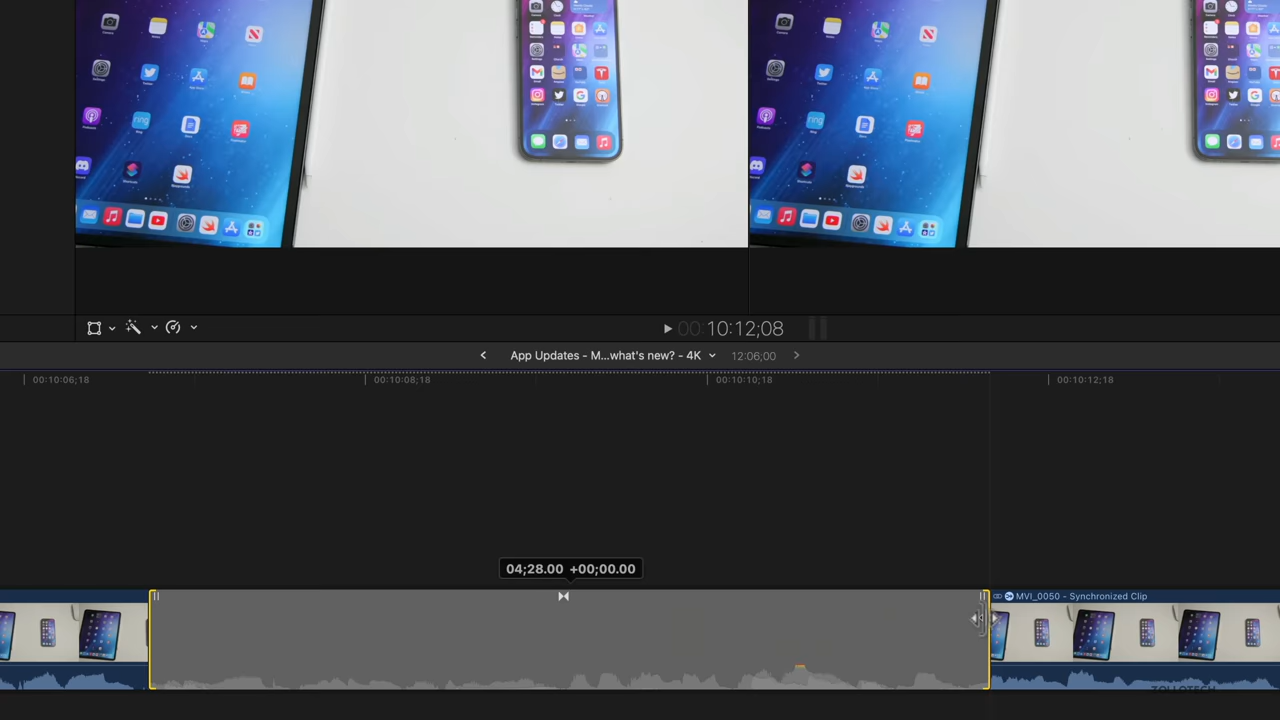 00:10:12;08
App Updates - M...what's new? - 4K
12:06;00
00:10:06;18
00:10:08;18
00:10:10;18
00:10:12;18
04;28.00 +00;00.00
MVI_0050 - Synchronized Clip
ZOLLOTECH